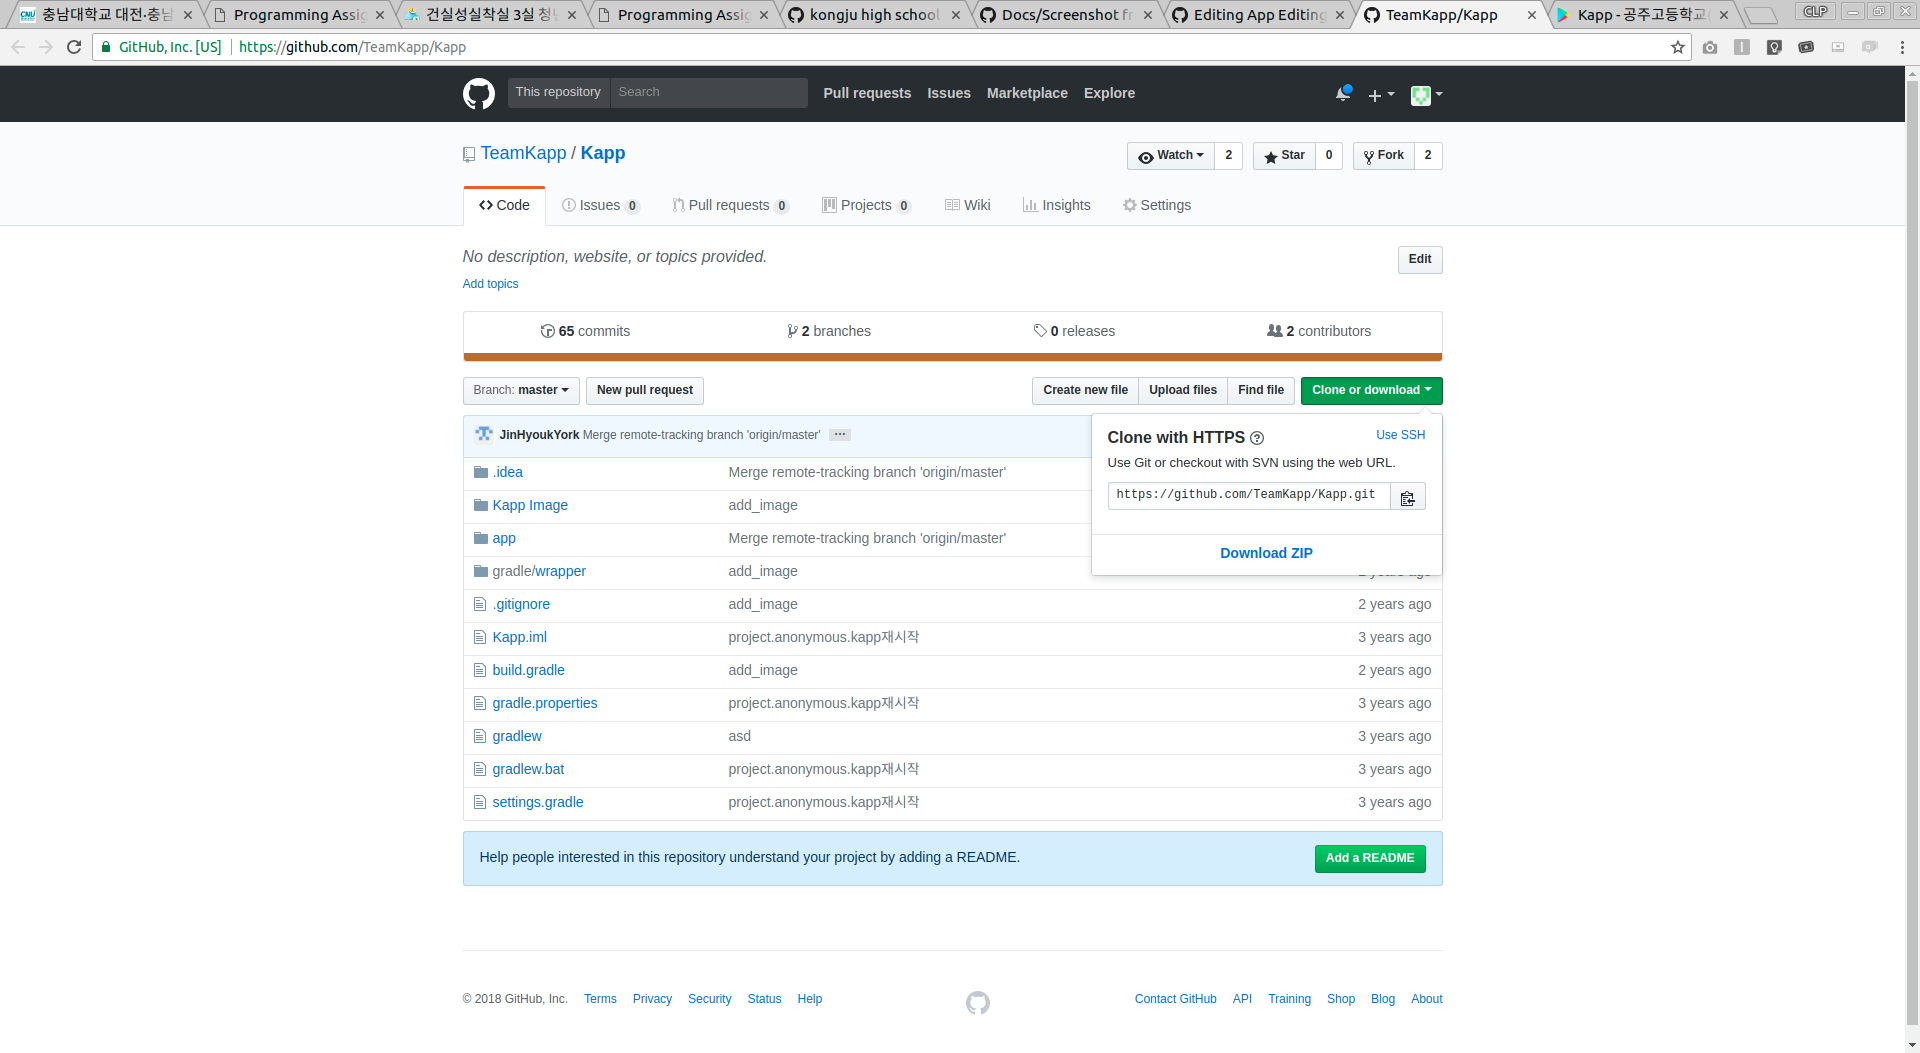 충남대학교 대전·충남
Programming Assig
건실성실착실 3실 청
Programming Assig
kongju high school
Docs/Screenshot fr
Editing App Editing
TeamKapp/Kapp
Kapp - 공주고등학교
CLP
GitHub, Inc. [US] https://github.com/TeamKapp/Kapp
This repository Search Pull requests Issues Marketplace Explore
TeamKapp / Kapp
Watch 2 Star 0 Fork 2
Code Issues 0 Pull requests 0 Projects 0 Wiki Insights Settings
No description, website, or topics provided. Edit
Add topics
65 commits 2 branches 0 releases 2 contributors
Branch: master New pull request Create new file Upload files Find file Clone or download
JinHyoukYork Merge remote-tracking branch 'origin/master' ...
Clone with HTTPS ? Use SSH
Use Git or checkout with SVN using the web URL.
https://github.com/TeamKapp/Kapp.git
Download ZIP
.idea Merge remote-tracking branch 'origin/master'
Kapp Image add_image
app Merge remote-tracking branch 'origin/master'
gradle/wrapper add_image
.gitignore add_image 2 years ago
Kapp.iml project.anonymous.kapp재시작 3 years ago
build.gradle add_image 2 years ago
gradle.properties project.anonymous.kapp재시작 3 years ago
gradlew asd 3 years ago
gradlew.bat project.anonymous.kapp재시작 3 years ago
settings.gradle project.anonymous.kapp재시작 3 years ago
Help people interested in this repository understand your project by adding a README. Add a README
© 2018 GitHub, Inc. Terms Privacy Security Status Help Contact GitHub API Training Shop Blog About